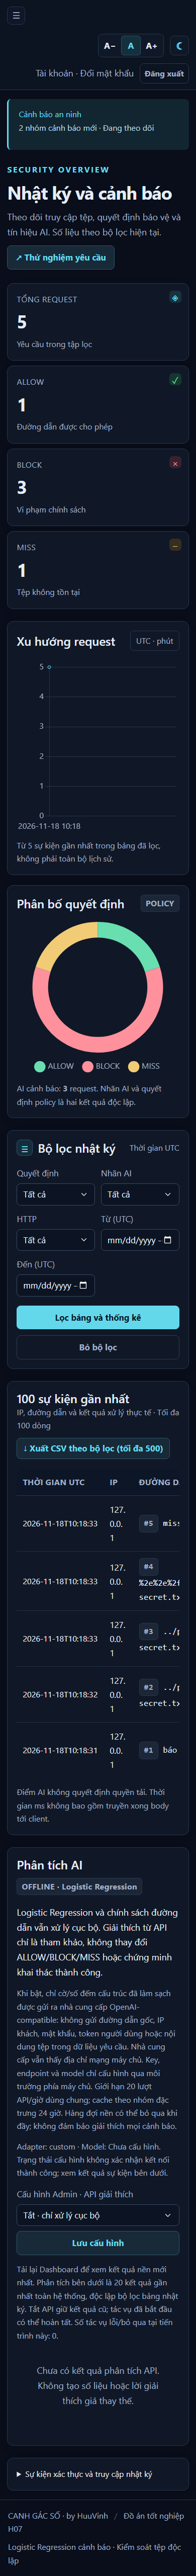 ☰
A− A A+ ☾
Tài khoản · Đổi mật khẩu Đăng xuất
Cảnh báo an ninh
2 nhóm cảnh báo mới · Đang theo dõi
SECURITY OVERVIEW
Nhật ký và cảnh báo
Theo dõi truy cập tệp, quyết định bảo vệ và
tín hiệu AI. Số liệu theo bộ lọc hiện tại.
↗ Thử nghiệm yêu cầu
TỔNG REQUEST
5
Yêu cầu trong tập lọc
ALLOW ✓
1
Đường dẫn được cho phép
BLOCK ×
3
Vi phạm chính sách
MISS −
1
Tệp không tồn tại
Xu hướng request UTC · phút
5
4
3
2
1
0
2026-11-18 10:18
Từ 5 sự kiện gần nhất trong bảng đã lọc,
không phải toàn bộ lịch sử.
Phân bố quyết định POLICY
ALLOW BLOCK MISS
AI cảnh báo: 3 request. Nhãn AI và quyết
định policy là hai kết quả độc lập.
☰ Bộ lọc nhật ký Thời gian UTC
Quyết định Nhãn AI
Tất cả Tất cả
HTTP Từ (UTC)
Tất cả mm/dd/yyyy -
Đến (UTC)
mm/dd/yyyy -
Lọc bảng và thống kê
Bỏ bộ lọc
100 sự kiện gần nhất
IP, đường dẫn và kết quả xử lý thực tế · Tối đa
100 dòng
↓ Xuất CSV theo bộ lọc (tối đa 500)
THỜI GIAN UTC IP ĐƯỜNG D
2026-11-18T10:18:33 127.0.0.1 #5 miss
2026-11-18T10:18:33 127.0.0.1 #4 %2e%2e%2f secret.tx
2026-11-18T10:18:33 127.0.0.1 #3 ../p secret.tx
2026-11-18T10:18:32 127.0.0.1 #2 ../p secret.tx
2026-11-18T10:18:31 127.0.0.1 #1 báo
Điểm AI không quyết định quyền tải. Thời
gian ms không bao gồm truyền xong body
tới client.
Phân tích AI
OFFLINE · Logistic Regression
Logistic Regression và chính sách đường
dẫn vẫn xử lý cục bộ. Giải thích từ API
chỉ là tham khảo, không thay đổi
ALLOW/BLOCK/MISS hoặc chứng minh
khai thác thành công.
Khi bật, chỉ cờ/số đếm cấu trúc đã làm sạch
được gửi ra nhà cung cấp OpenAI-
compatible: không gửi đường dẫn gốc, IP
khách, mật khẩu, token người dùng hoặc nội
dung tệp trong dữ liệu yêu cầu. Nhà cung
cấp vẫn thấy địa chỉ mạng máy chủ. Key,
endpoint và model chỉ cấu hình qua môi
trường phía máy chủ. Giới hạn 20 lượt
API/giờ dùng chung; cache theo nhóm đặc
trưng 24 giờ. Hàng đợi nền có thể bỏ qua khi
đầy; không đảm bảo giải thích mọi cảnh báo.
Adapter: custom · Model: Chưa cấu hình.
Trạng thái cấu hình không xác nhận kết nối
thành công; xem kết quả sự kiện bên dưới.
Cấu hình Admin · API giải thích
Tắt · chỉ xử lý cục bộ
Lưu cấu hình
Tải lại Dashboard để xem kết quả nền mới
nhất. Phân tích bên dưới là 20 kết quả gần
nhất toàn hệ thống, độc lập bộ lọc bảng nhật
ký. Tắt API giữ kết quả cũ; tác vụ đã bắt đầu
có thể hoàn tất. Số tác vụ lỗi/bỏ qua tại tiến
trình này: 0.
Chưa có kết quả phân tích API.
Không tạo số liệu hoặc lời giải
thích giả thay thế.
▶ Sự kiện xác thực và truy cập nhật ký
CANH GÁC SỐ · by HuuVinh / Đồ án tốt nghiệp
H07
Logistic Regression cảnh báo · Kiểm soát tệp độc
lập